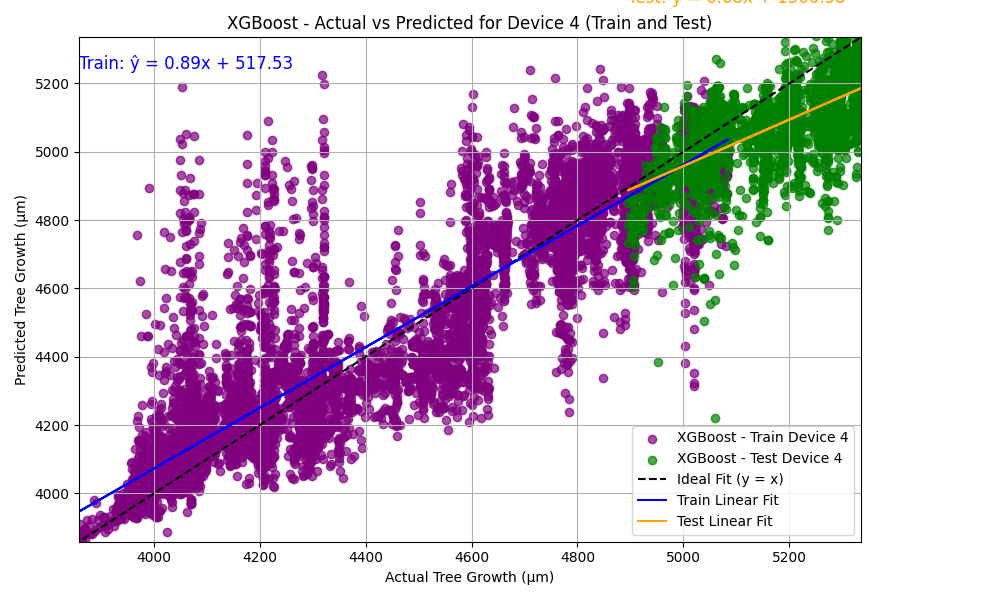 XGBoost - Actual vs Predicted for Device 4 (Train and Test)
Train: ŷ = 0.89x + 517.53
5200
5000
4800
4600
4400
4200
4000
Predicted Tree Growth (μm)
XGBoost - Train Device 4
XGBoost - Test Device 4
Ideal Fit (y = x)
Train Linear Fit
Test Linear Fit
4000 4200 4400 4600 4800 5000 5200
Actual Tree Growth (μm)